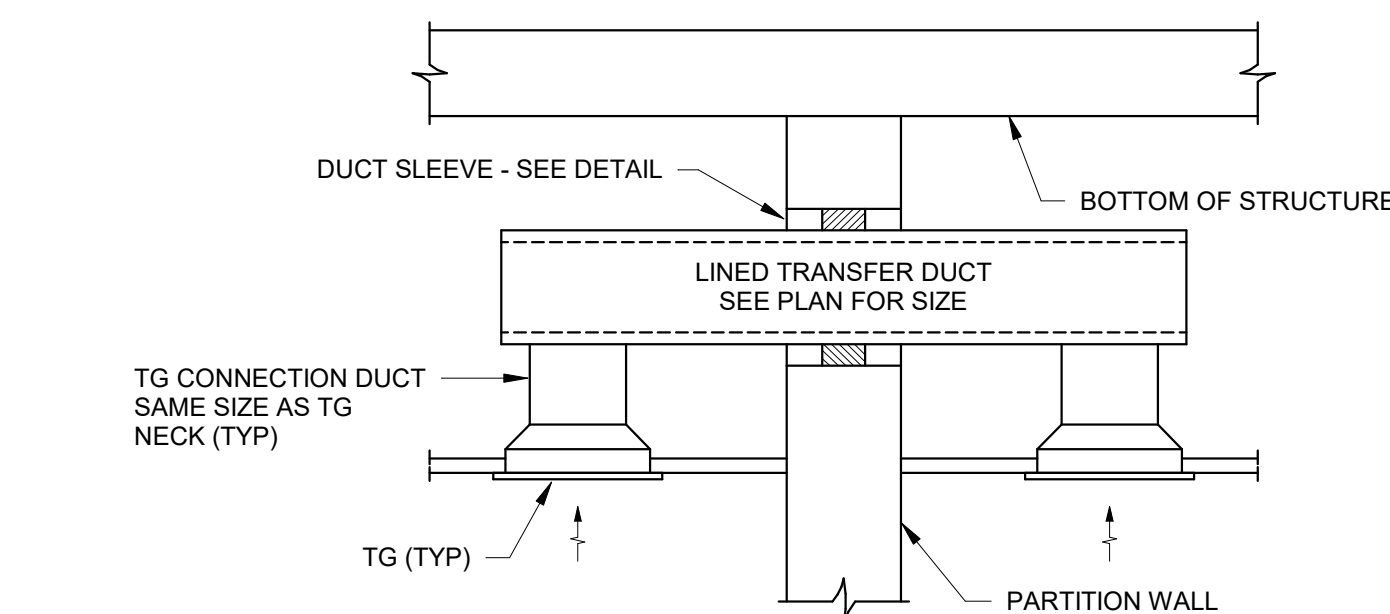 DUCT SLEEVE - SEE DETAIL
BOTTOM OF STRUCTURE
LINED TRANSFER DUCT
SEE PLAN FOR SIZE
TG CONNECTION DUCT
SAME SIZE AS TG
NECK (TYP)
TG (TYP)
PARTITION WALL